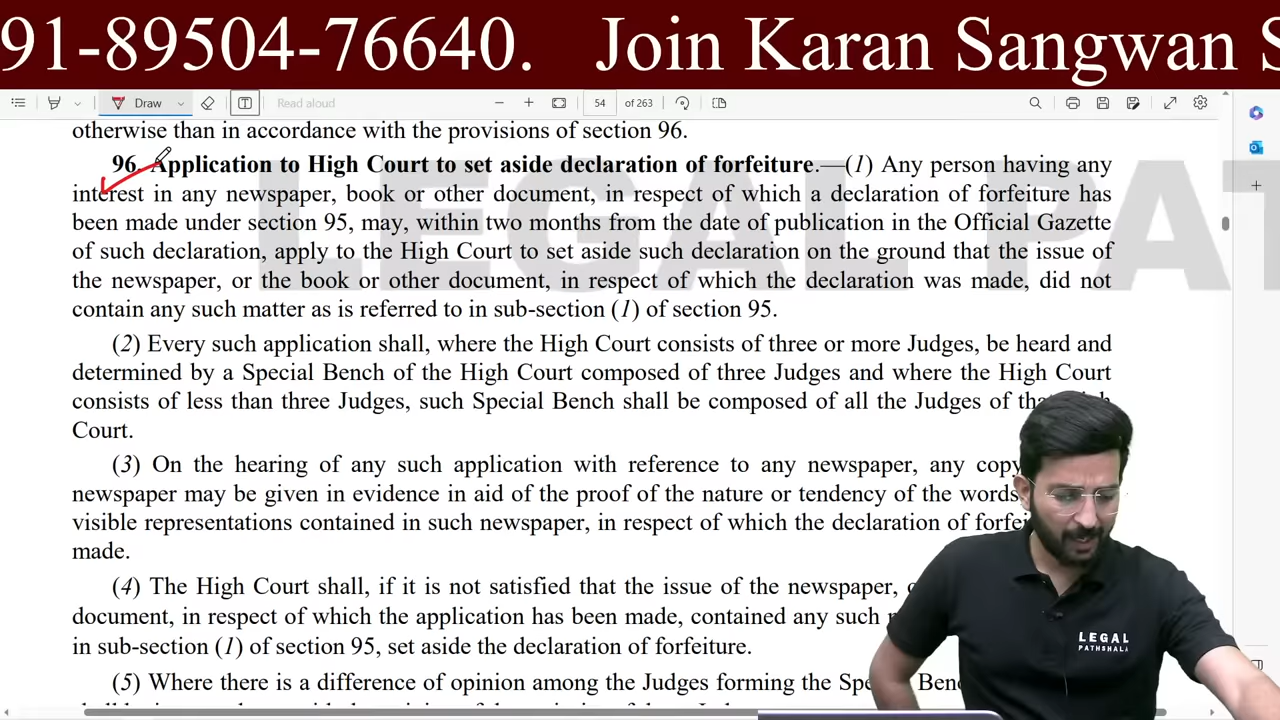 91-89504-76640. Join Karan Sangwan S
Draw
Read aloud
54 of 263
otherwise than in accordance with the provisions of section 96.
96. Application to High Court to set aside declaration of forfeiture.—(1) Any person having any
interest in any newspaper, book or other document, in respect of which a declaration of forfeiture has
been made under section 95, may, within two months from the date of publication in the Official Gazette
of such declaration, apply to the High Court to set aside such declaration on the ground that the issue of
the newspaper, or the book or other document, in respect of which the declaration was made, did not
contain any such matter as is referred to in sub-section (1) of section 95.
(2) Every such application shall, where the High Court consists of three or more Judges, be heard and
determined by a Special Bench of the High Court composed of three Judges and where the High Court
consists of less than three Judges, such Special Bench shall be composed of all the Judges of that
Court.
(3) On the hearing of any such application with reference to any newspaper, any copy
newspaper may be given in evidence in aid of the proof of the nature or tendency of the words
visible representations contained in such newspaper, in respect of which the declaration of
made.
(4) The High Court shall, if it is not satisfied that the issue of the newspaper,
document, in respect of which the application has been made, contained any such
in sub-section (1) of section 95, set aside the declaration of forfeiture.
(5) Where there is a difference of opinion among the Judges forming the
LEGAL PAT
LEGAL
PATHSHALA